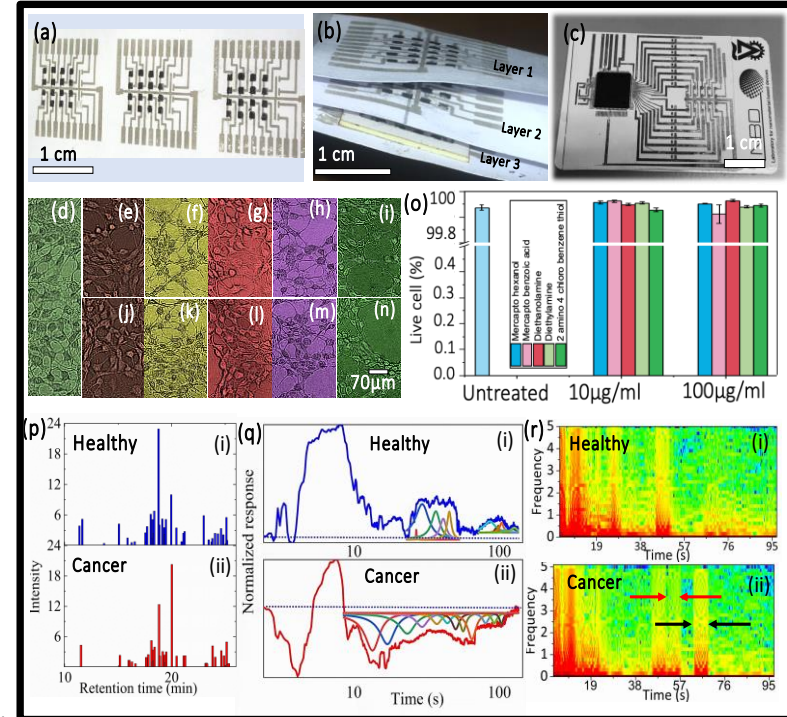 (a)
1 cm
(b)
Layer 1
Layer 2
Layer 3
1 cm
(c)
1 cm
(d)
(e)
(f)
(g)
(h)
(i)
(j)
(k)
(l)
(m)
(n)
70μm
(o)
Live cell (%)
100
99.8
0.4
0.3
0.2
0.1
0.0
Mercapto hexanol
Mercapto benzoic acid
Diethanolamine
Diethylamine
2 amino 4 chloro benzene thiol
Untreated
10μg/ml
100μg/ml
(p)
Intensity
24
18
12
6
Healthy
(i)
24
18
12
6
Cancer
(ii)
10
20
Retention time (min)
(q)
Normalized response
Healthy
(i)
10
100
Cancer
(ii)
10
100
Time (s)
(r)
Frequency
5
4
3
2
1
0
Healthy
(i)
19
38
57
76
95
Time (s)
Frequency
5
4
3
2
1
0
Cancer
(ii)
19
38
57
76
95
Time (s)